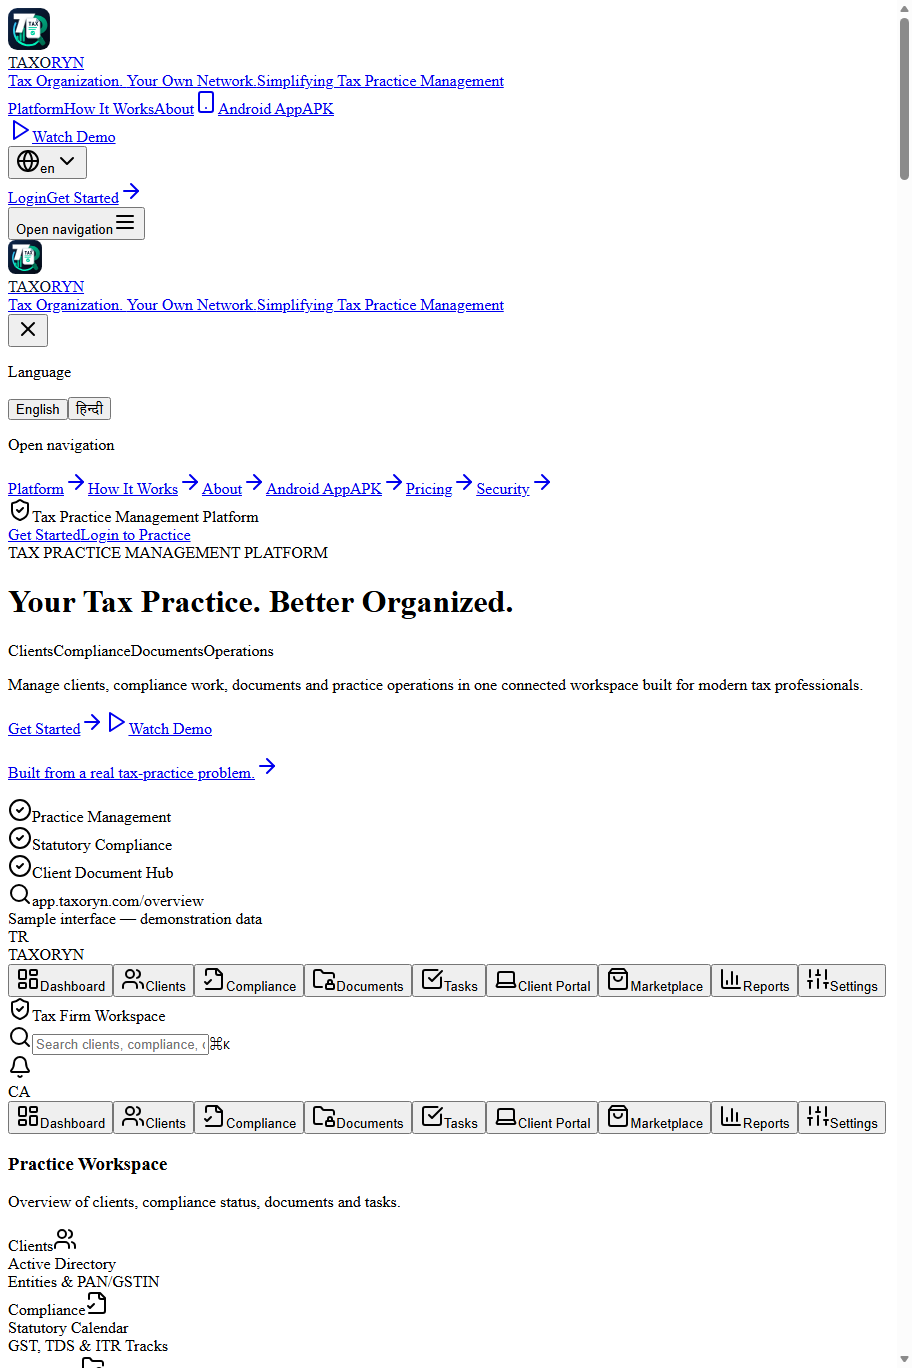 TAX
TAXORYN
Tax Organization. Your Own Network.Simplifying Tax Practice Management
PlatformHow It WorksAbout Android AppAPK
Watch Demo
en
LoginGet Started
Open navigation
TAX
TAXORYN
Tax Organization. Your Own Network.Simplifying Tax Practice Management
Language
English हिन्दी
Open navigation
Platform How It Works About Android AppAPK Pricing Security
Tax Practice Management Platform
Get StartedLogin to Practice
TAX PRACTICE MANAGEMENT PLATFORM
Your Tax Practice. Better Organized.
ClientsComplianceDocumentsOperations
Manage clients, compliance work, documents and practice operations in one connected workspace built for modern tax professionals.
Get Started Watch Demo
Built from a real tax-practice problem.
Practice Management
Statutory Compliance
Client Document Hub
app.taxoryn.com/overview
Sample interface — demonstration data
TR
TAXORYN
Dashboard Clients Compliance Documents Tasks Client Portal Marketplace Reports Settings
Tax Firm Workspace
Search clients, compliance, ⌘K
CA
Dashboard Clients Compliance Documents Tasks Client Portal Marketplace Reports Settings
Practice Workspace
Overview of clients, compliance status, documents and tasks.
Clients
Active Directory
Entities & PAN/GSTIN
Compliance
Statutory Calendar
GST, TDS & ITR Tracks